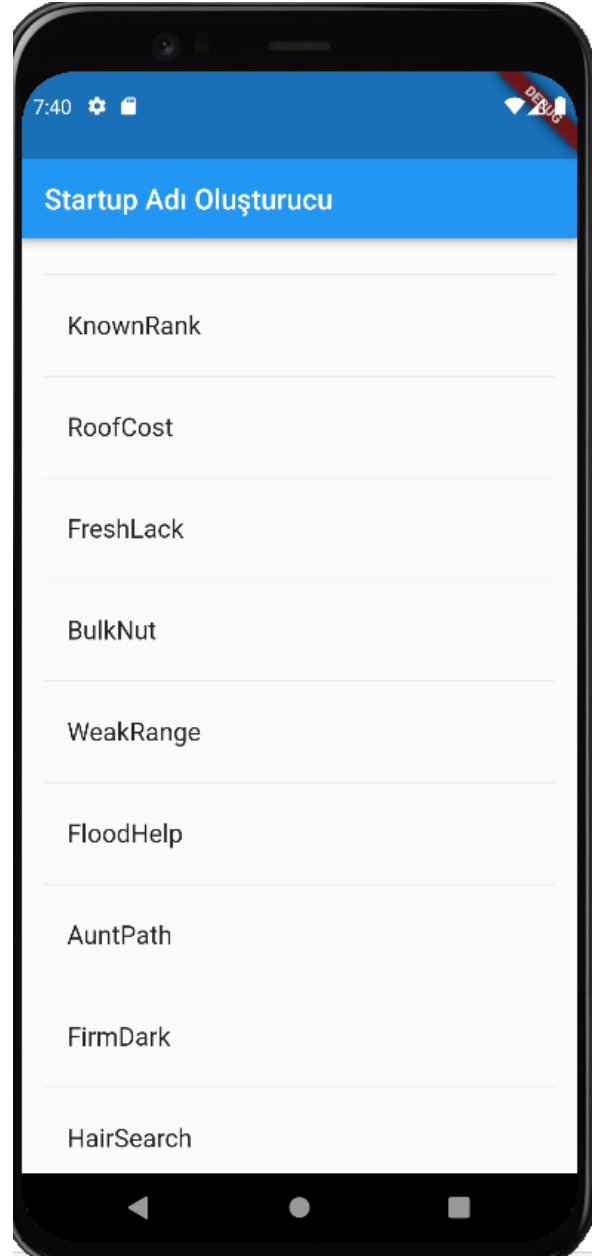 7:40
DEBUG
Startup Adı Oluşturucu
KnownRank
RoofCost
FreshLack
BulkNut
WeakRange
FloodHelp
AuntPath
FirmDark
HairSearch